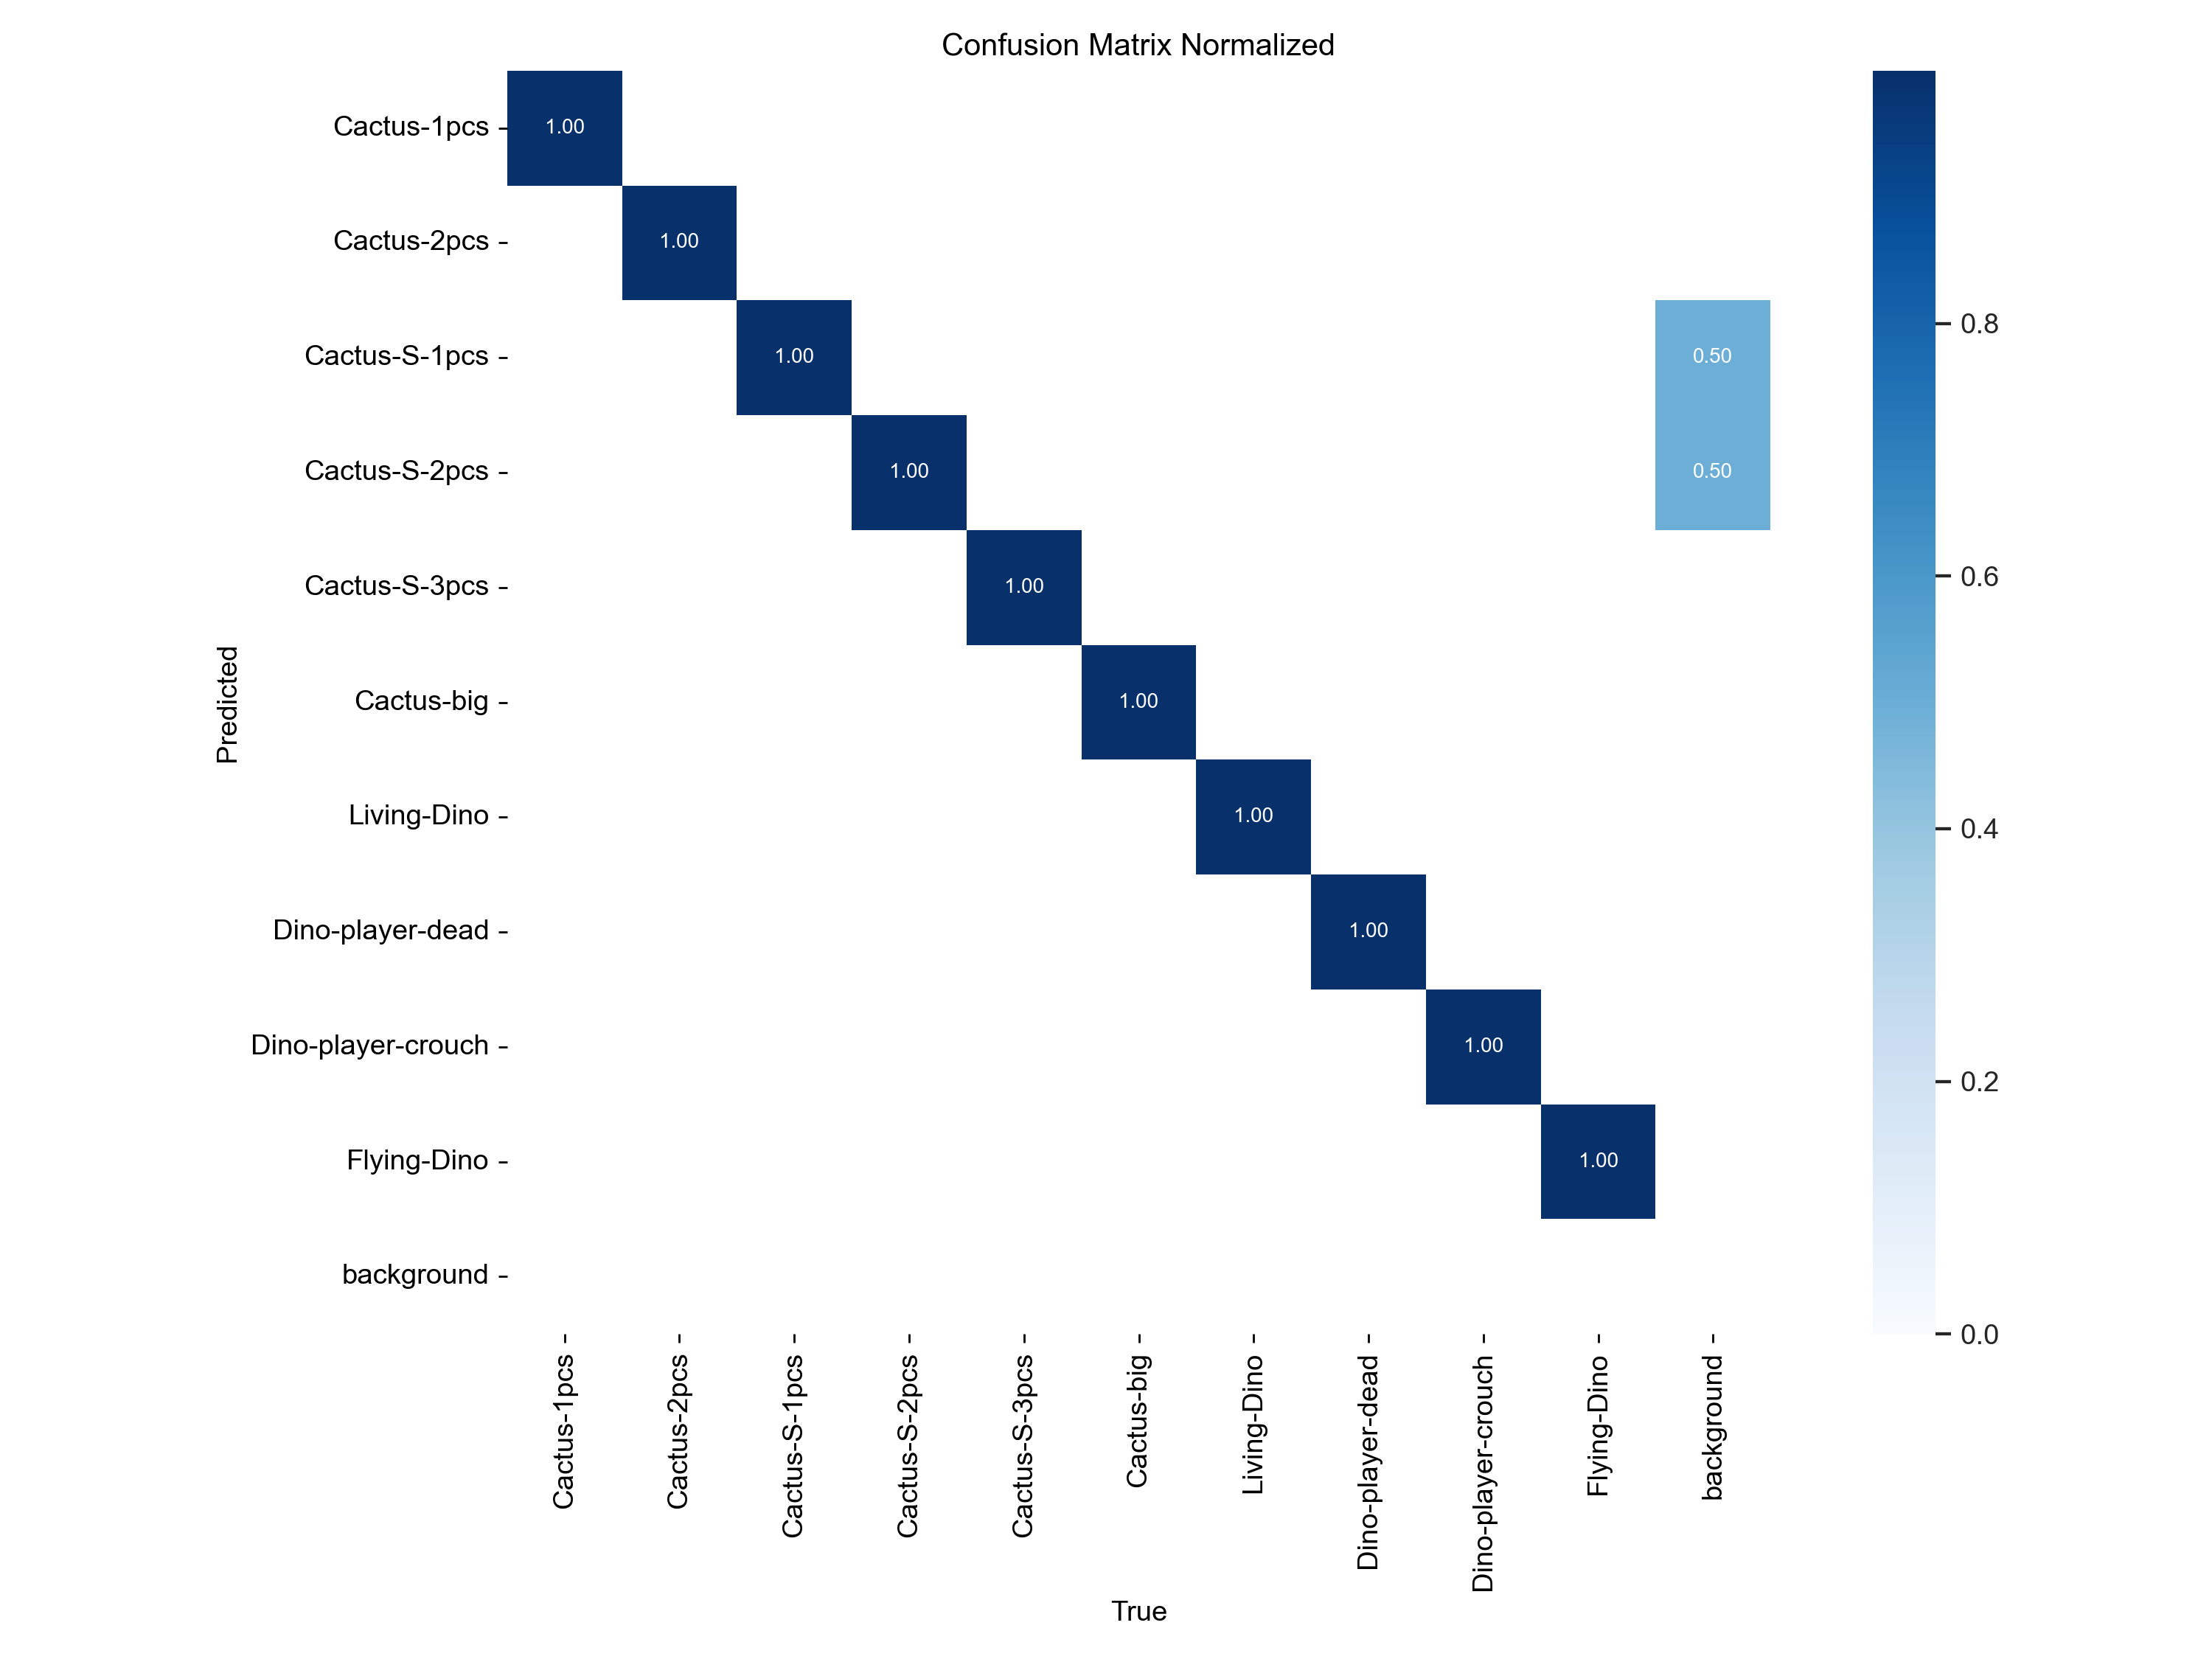 Confusion Matrix Normalized
Cactus-1pcs
1.00
Cactus-2pcs
1.00
Cactus-S-1pcs
1.00
0.50
0.8
Cactus-S-2pcs
1.00
0.50
Cactus-S-3pcs
1.00
0.6
Predicted
Cactus-big
1.00
Living-Dino
1.00
0.4
Dino-player-dead
1.00
Dino-player-crouch
1.00
0.2
Flying-Dino
1.00
background
0.0
Cactus-1pcs
Cactus-2pcs
Cactus-S-1pcs
Cactus-S-2pcs
Cactus-S-3pcs
Cactus-big
Living-Dino
Dino-player-dead
Dino-player-crouch
Flying-Dino
background
True